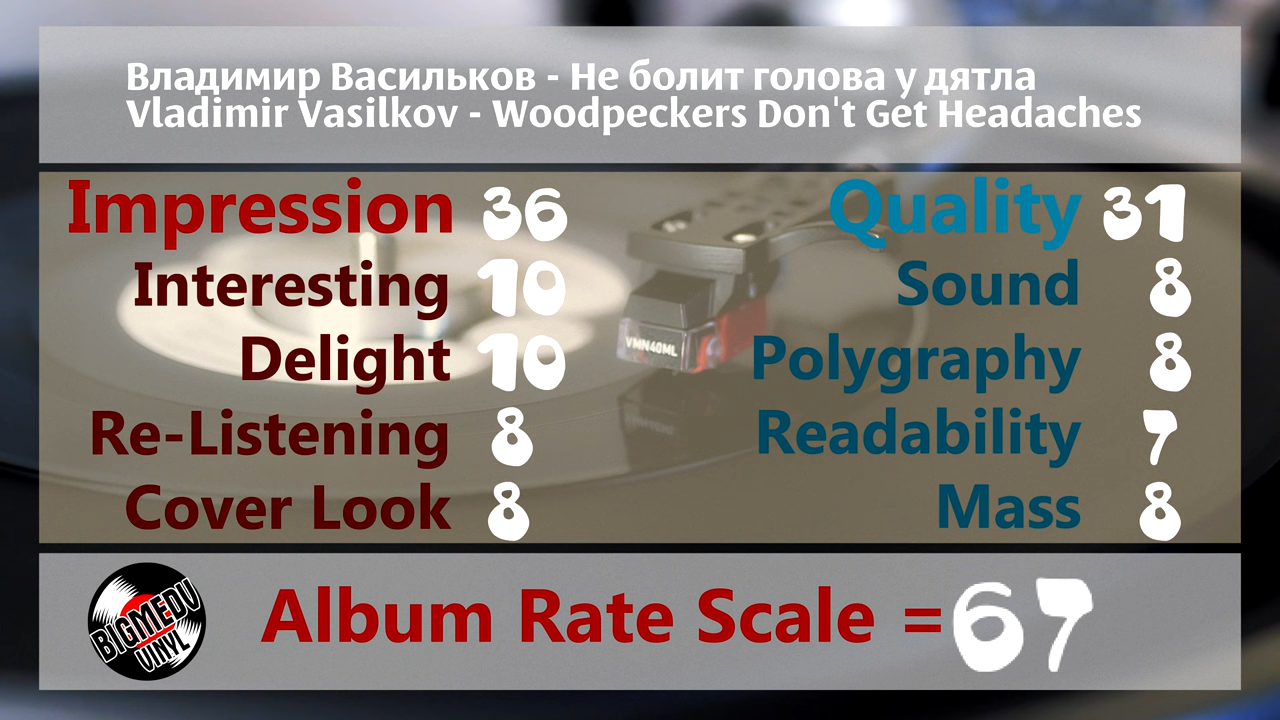 Владимир Васильков - Не болит голова у дятла
Vladimir Vasilkov - Woodpeckers Don't Get Headaches
Impression 36
Interesting 10
Delight 10
Re-Listening 8
Cover Look 8
Quality 31
Sound 8
Polygraphy 8
Readability 7
Mass 8
VMN40ML
BIGMEDV
VINYL
Album Rate Scale = 67